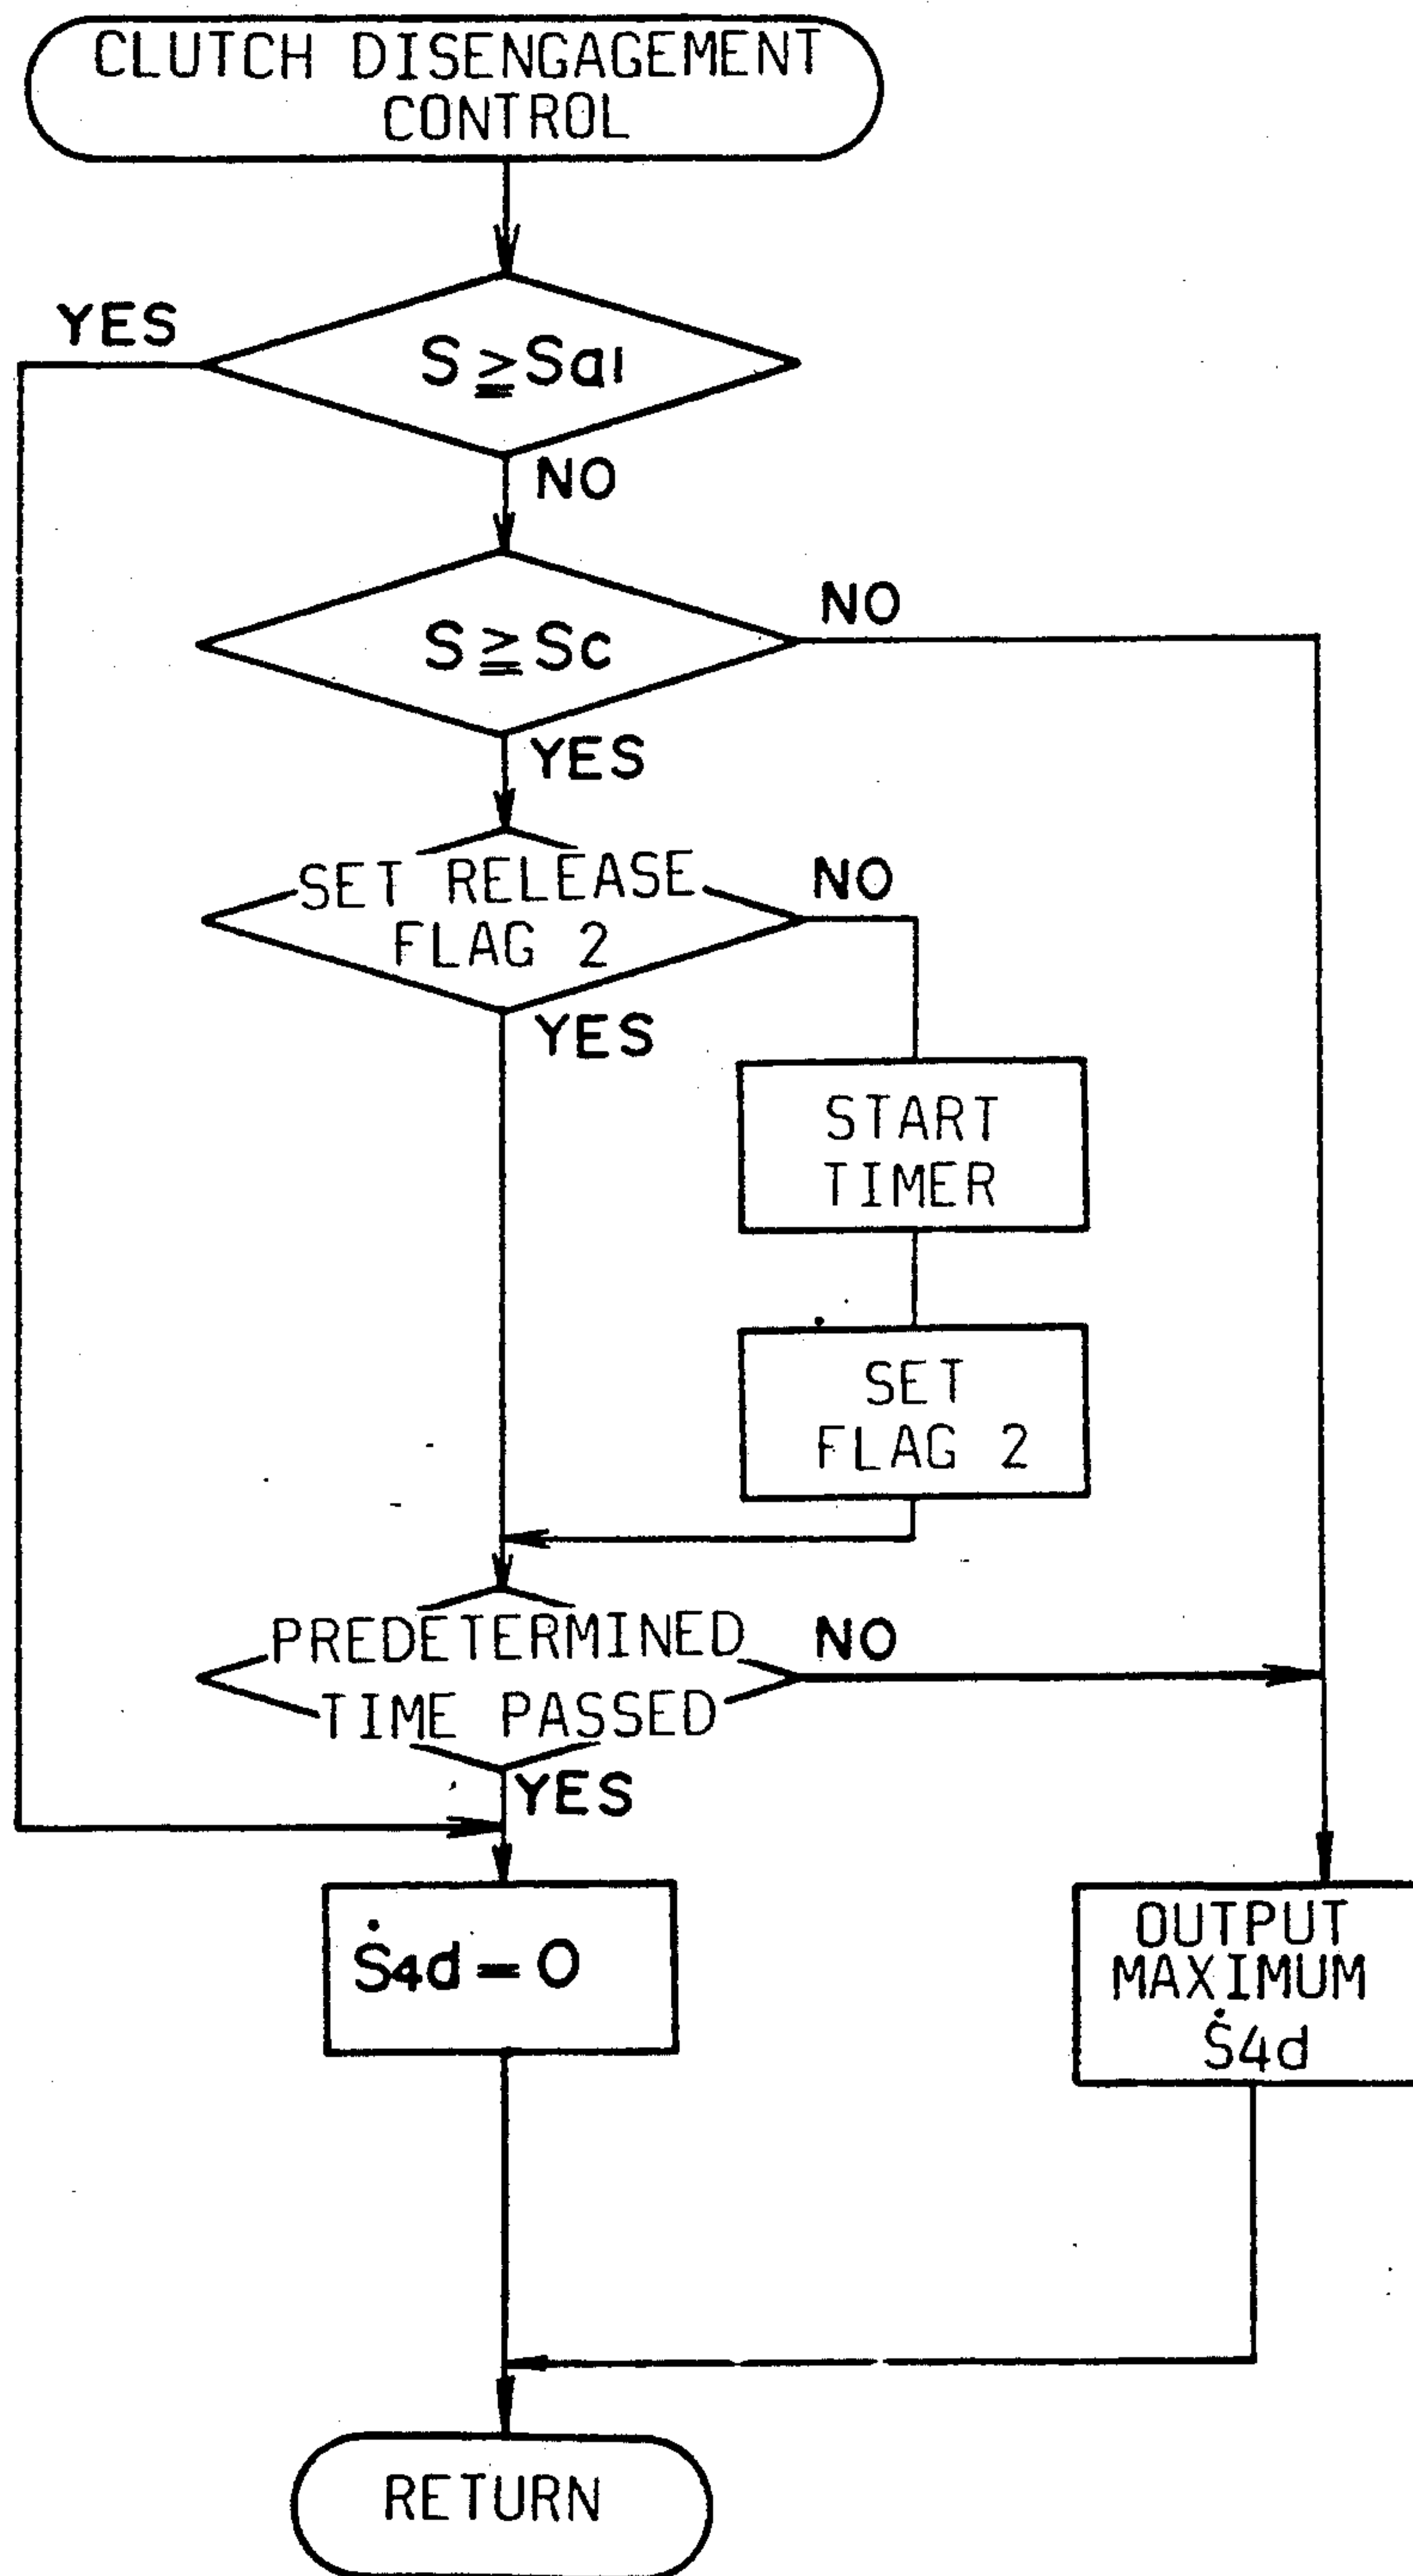 CLUTCH DISENGAGEMENT
CONTROL
YES
S ≧ Sa1
NO
NO
S ≧ Sc
YES
SET RELEASE
FLAG 2
NO
YES
START
TIMER
SET
FLAG 2
PREDETERMINED
TIME PASSED
NO
YES
Ṡ4d = 0
OUTPUT
MAXIMUM
Ṡ4d
RETURN